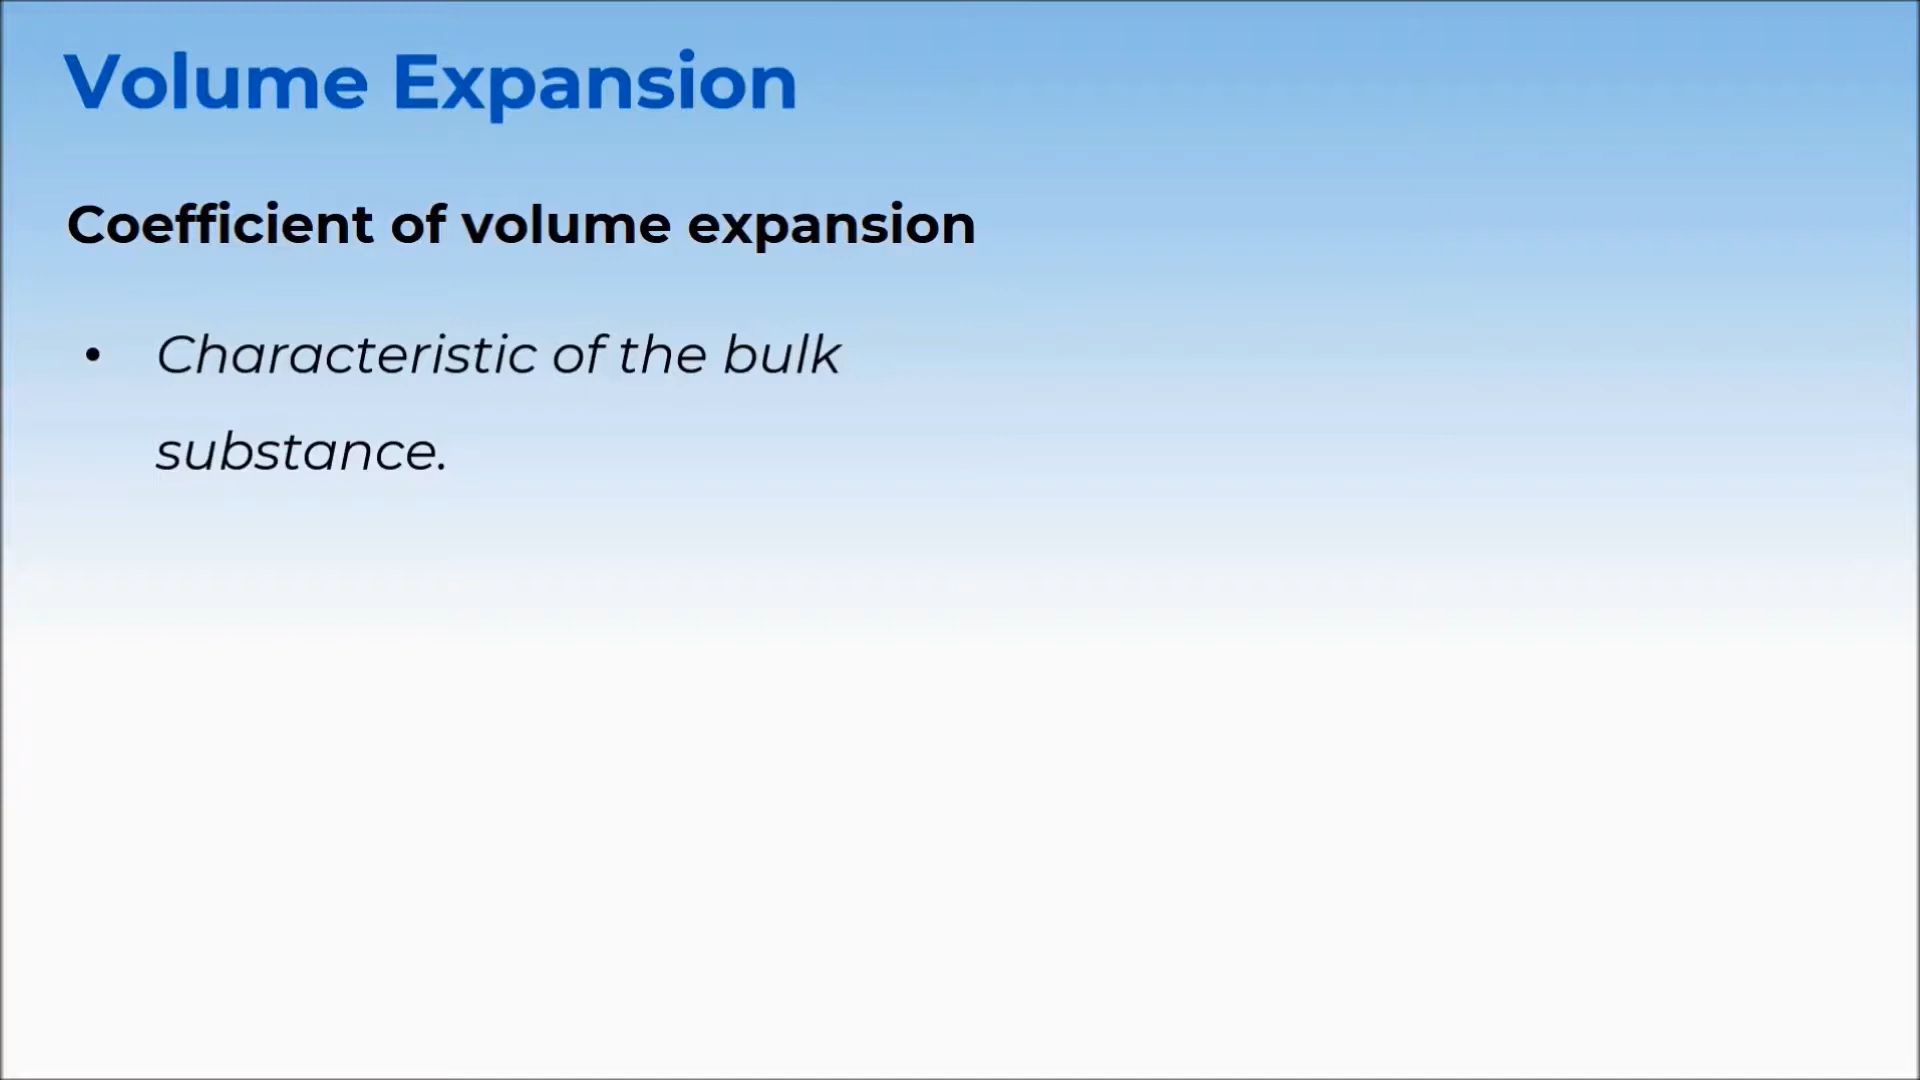 Volume Expansion
Coefficient of volume expansion
• Characteristic of the bulk
substance.